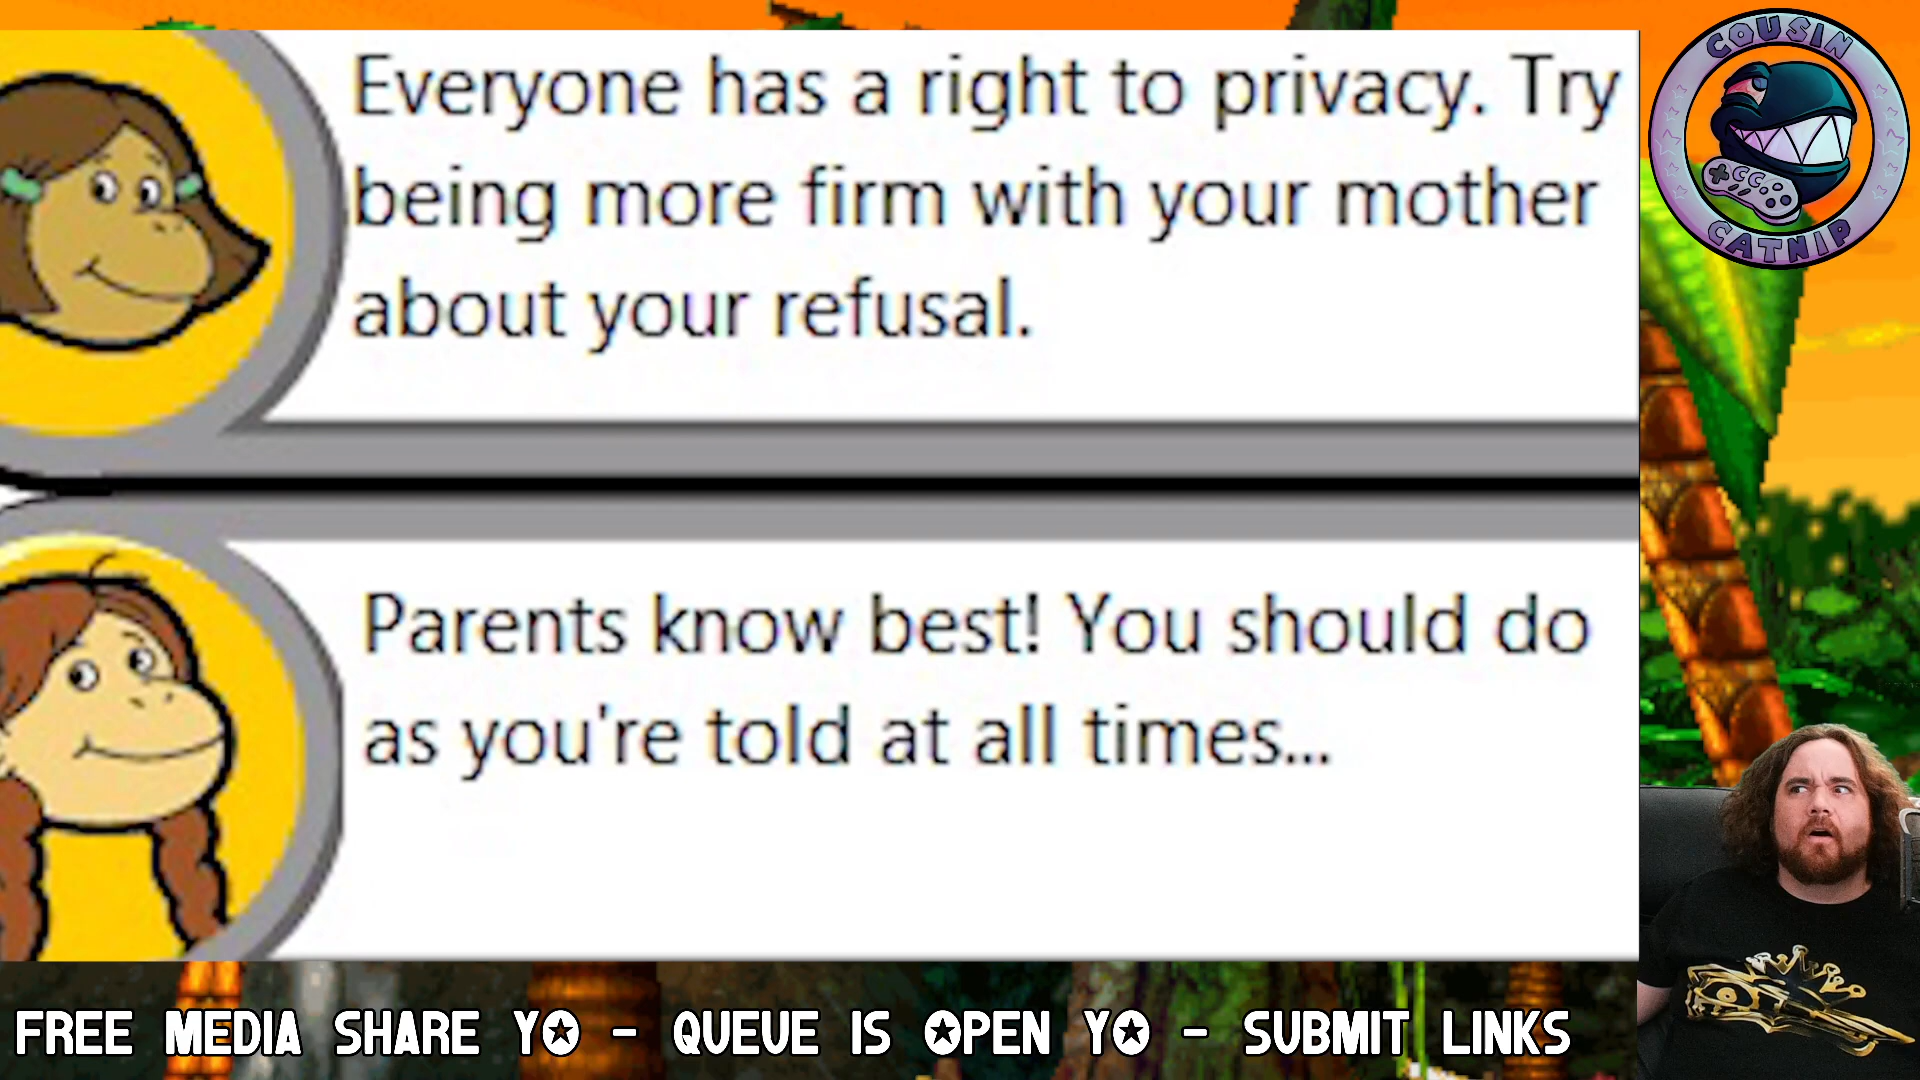 Everyone has a right to privacy. Try
being more firm with your mother
about your refusal.
Parents know best! You should do
as you're told at all times...
COUSIN
CC
CATNIP
FREE MEDIA SHARE YO - QUEUE IS OPEN YO - SUBMIT LINKS